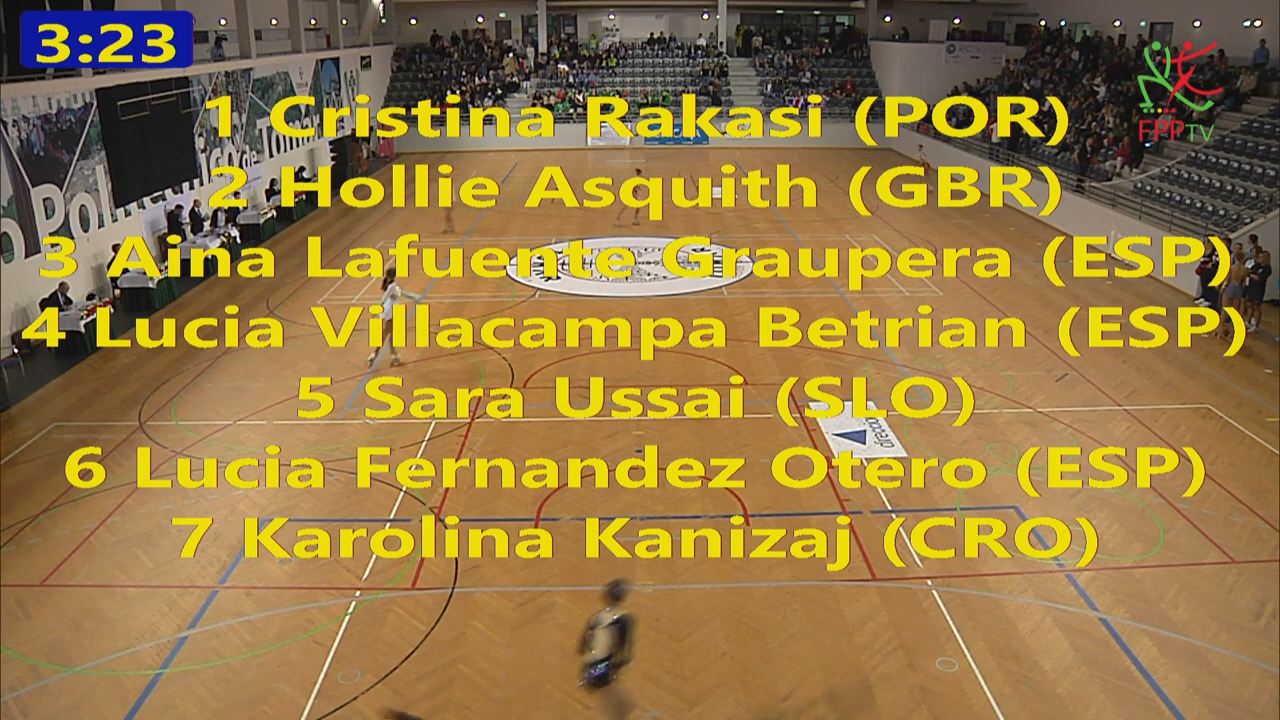 3:23
1 Cristina Rakasi (POR)
2 Hollie Asquith (GBR)
3 Aina Lafuente Graupera (ESP)
4 Lucia Villacampa Betrian (ESP)
5 Sara Ussai (SLO)
6 Lucia Fernandez Otero (ESP)
7 Karolina Kanizaj (CRO)
FPPTV